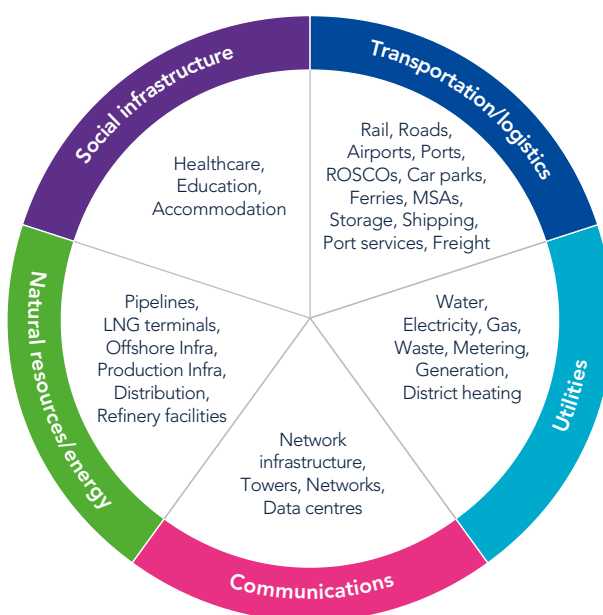 Social infrastructure
Healthcare,
Education,
Accommodation
Transportation/logistics
Rail, Roads,
Airports, Ports,
ROSCOs, Car parks,
Ferries, MSAs,
Storage, Shipping,
Port services, Freight
Utilities
Water,
Electricity, Gas,
Waste, Metering,
Generation,
District heating
Communications
Network
infrastructure,
Towers, Networks,
Data centres
Natural resources/energy
Pipelines,
LNG terminals,
Offshore Infra,
Production Infra,
Distribution,
Refinery facilities